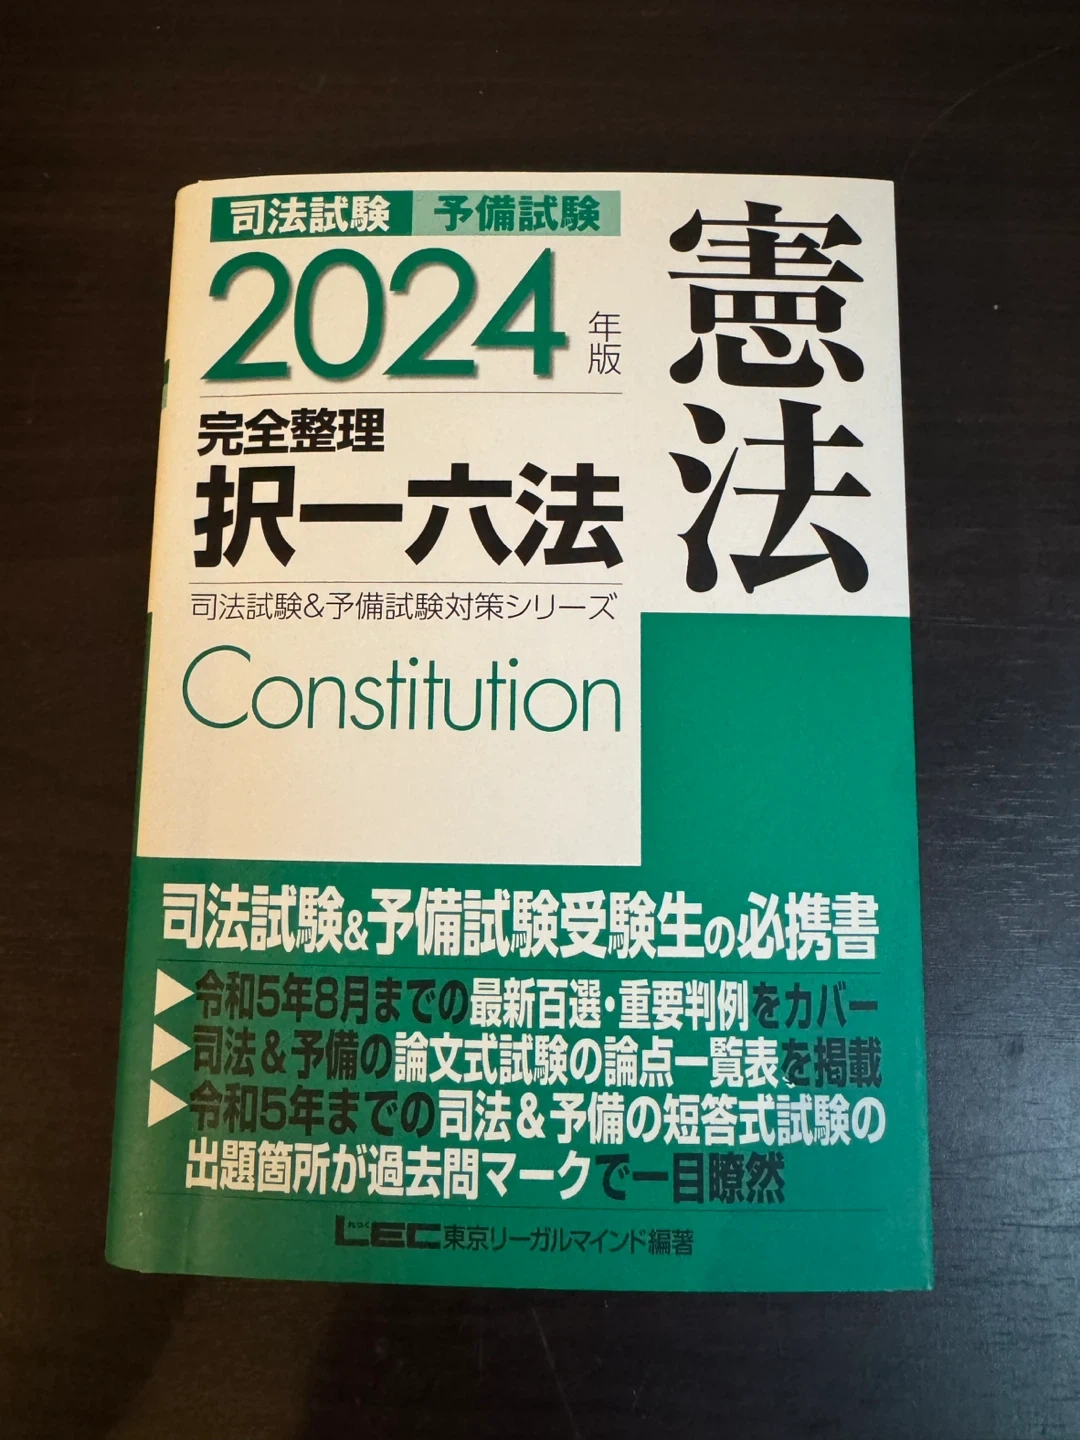 司法試験 予備試験
2024年版
憲法
完全整理
択一六法
司法試験&予備試験対策シリーズ
Constitution
司法試験&予備試験受験生の必携書
令和5年8月までの最新百選・重要判例をカバー
司法&予備の論文式試験の論点一覧表を掲載
令和5年までの司法&予備の短答式試験の
出題箇所が過去問マークで一目瞭然
れっく
LEC東京リーガルマインド編著